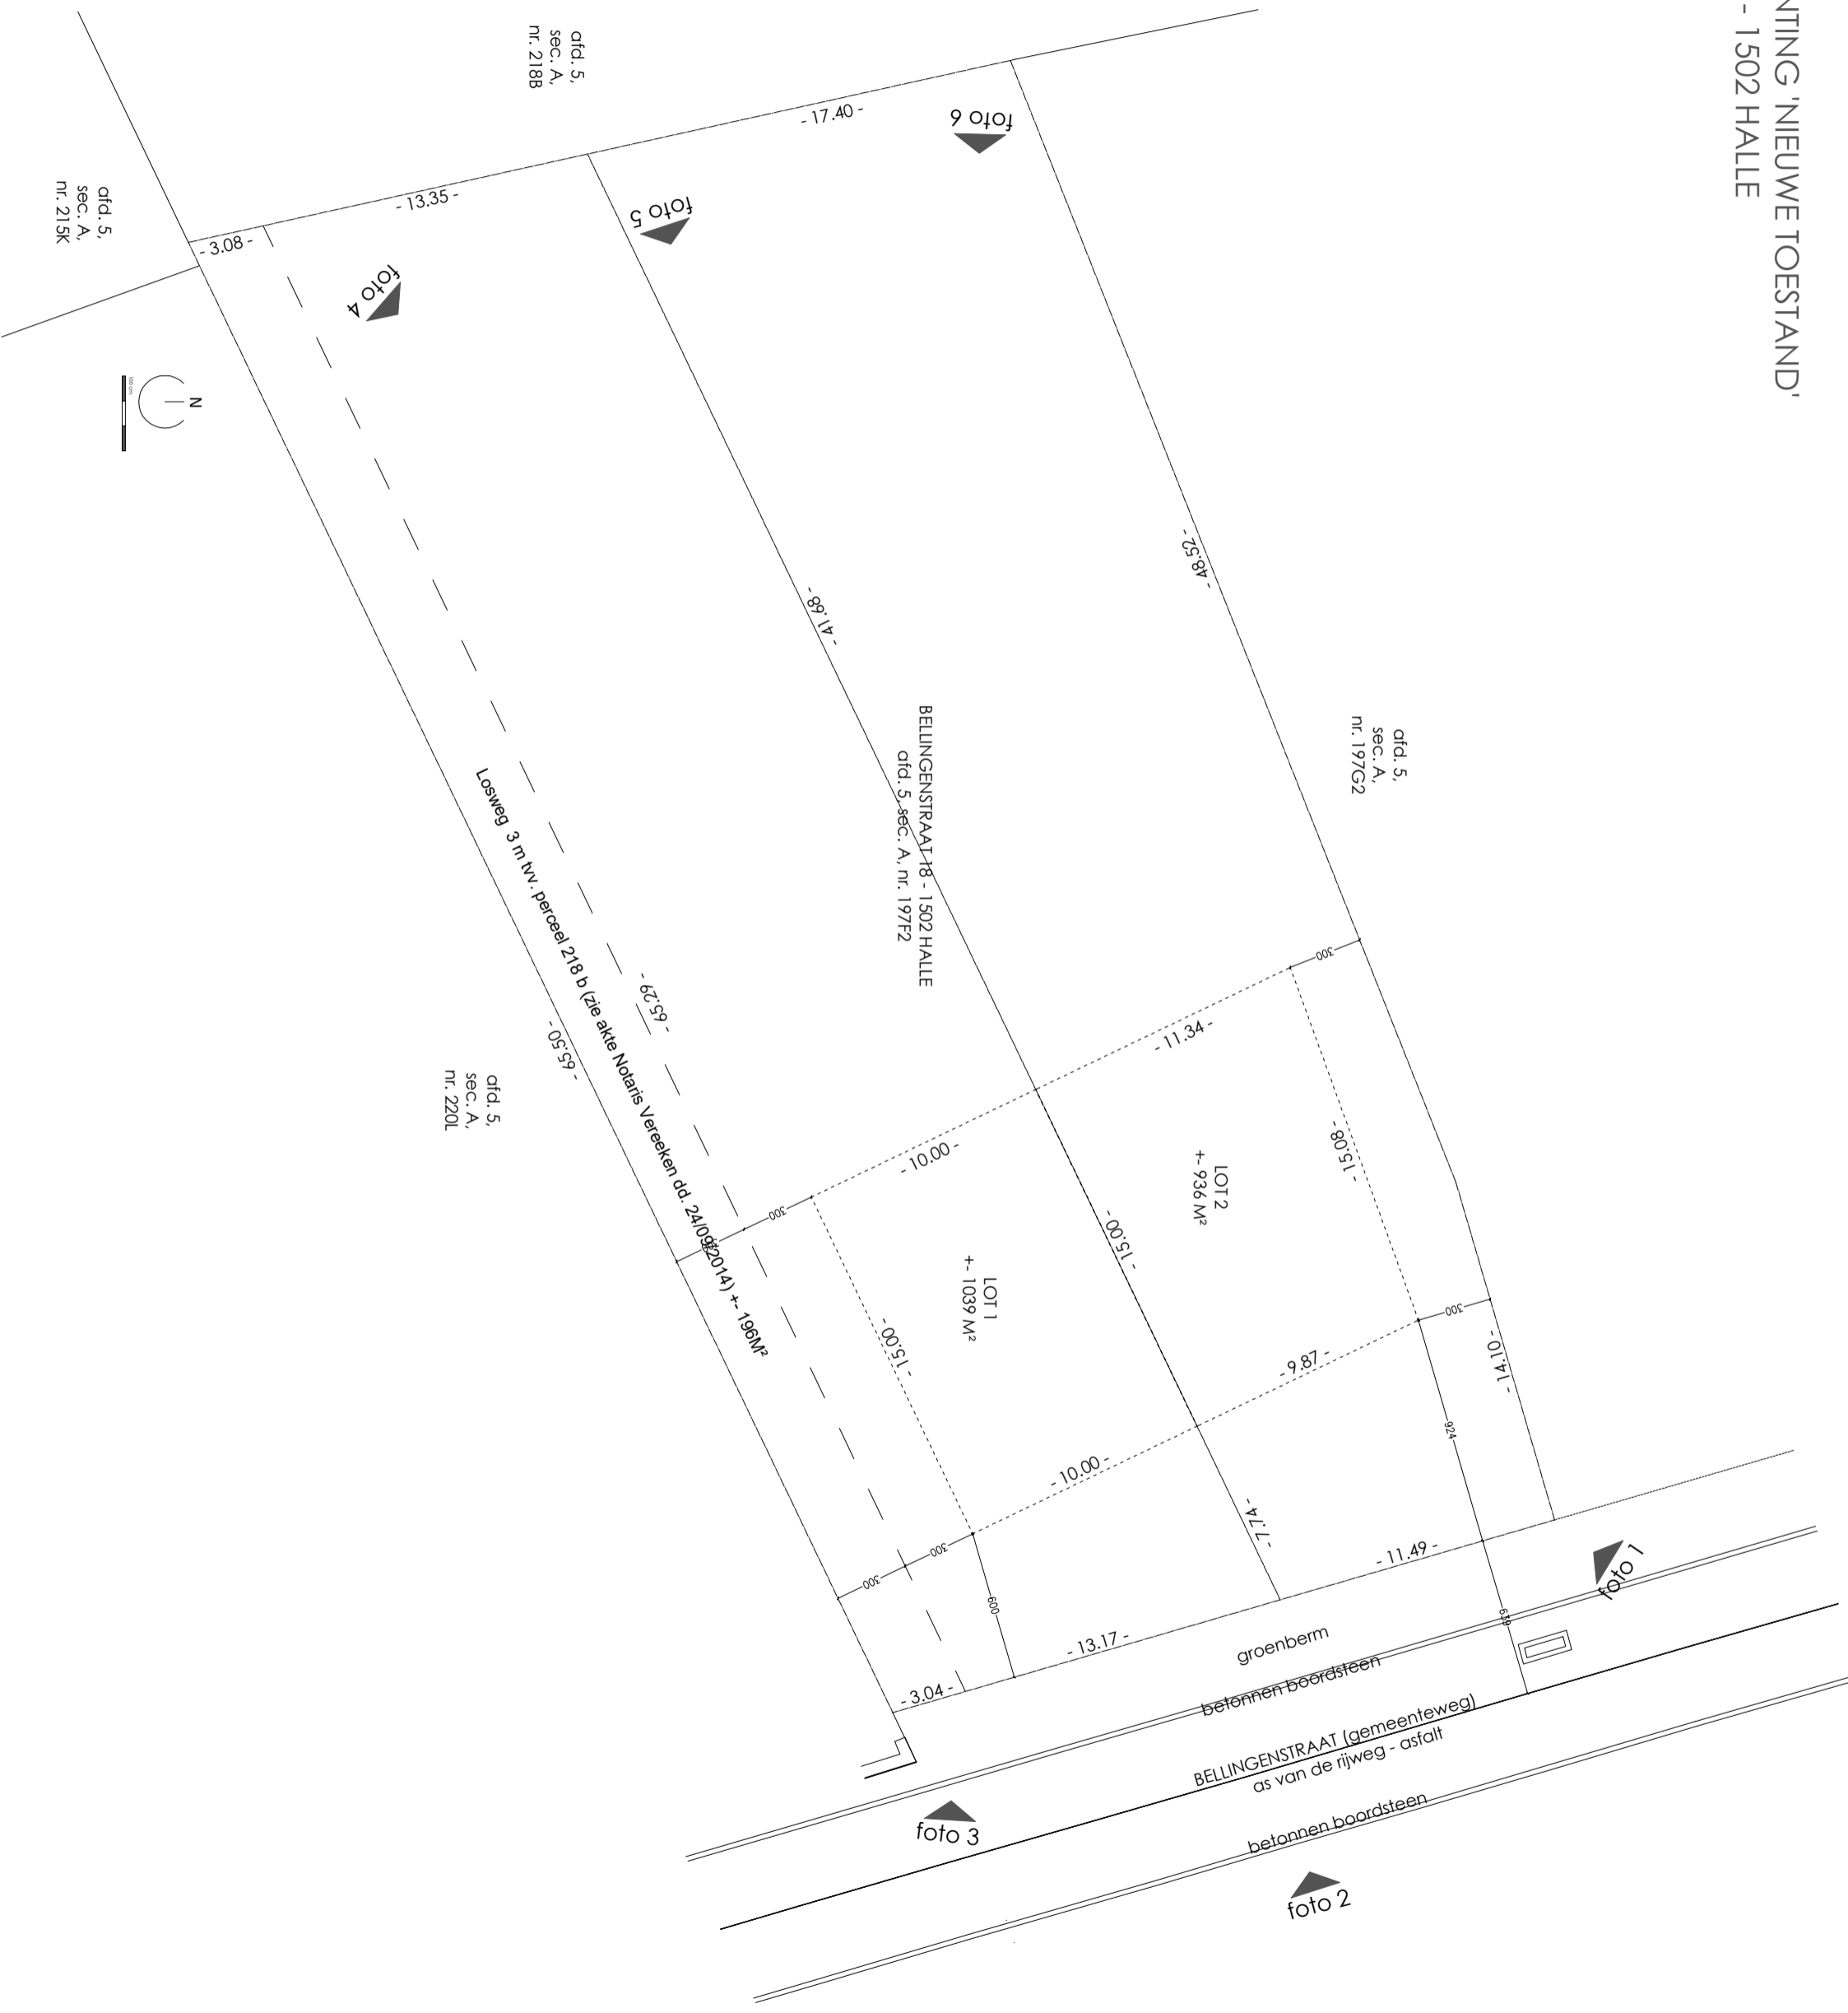 NTING 'NIEUWE TOESTAND'
- 1502 HALLE
afd. 5,
sec. A,
nr. 218B
- 17.40 -
foto 6
- 13.35 -
foto 5
afd. 5,
sec. A,
nr. 215K
- 3.08 -
foto 4
N
100 cm
- 48.52 -
- 41.68 -
BELLINGENSTRAAT 18 - 1502 HALLE
afd. 5, sec. A, nr. 197F2
afd. 5,
sec. A,
nr. 197G2
Losweg 3 m tvv. perceel 218 b (zie akte Notaris Vereeken dd. 24/09/2014) +- 196M²
- 65.29 -
- 65.50 -
afd. 5,
sec. A,
nr. 220L
300
- 11.34 -
- 10.00 -
300
- 15.08 -
LOT 2
+- 936 M²
- 15.00 -
LOT 1
+- 1039 M²
- 15.00 -
300
- 14.10 -
- 9.87 -
924
- 10.00 -
- 7.74 -
300
300
600
- 11.49 -
foto 1
639
- 13.17 -
- 3.04 -
groenberm
betonnen boordsteen
BELLINGENSTRAAT (gemeenteweg)
as van de rijweg - asfalt
betonnen boordsteen
foto 3
foto 2